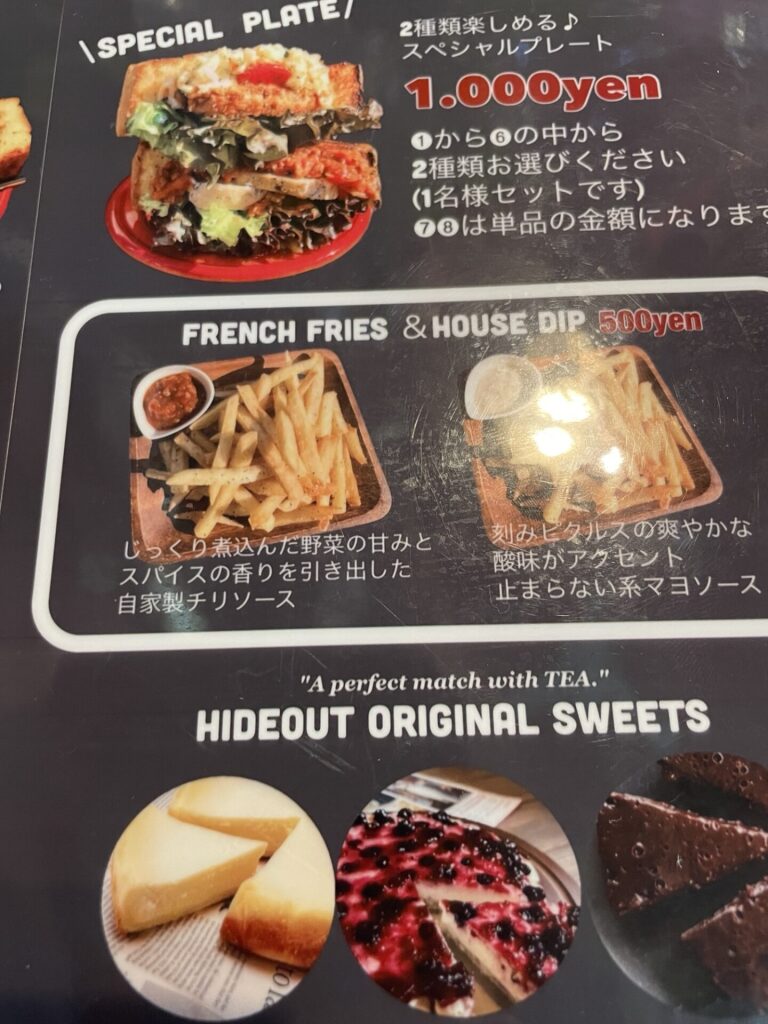 \SPECIAL PLATE/
2種類楽しめる♪
スペシャルプレート
1.000yen
❶から❻の中から
2種類お選びください
(1名様セットです)
❼❽は単品の金額になります
FRENCH FRIES & HOUSE DIP 500yen
じっくり煮込んだ野菜の甘みと
スパイスの香りを引き出した
自家製チリソース
刻みピクルスの爽やかな
酸味がアクセント
止まらない系マヨソース
"A perfect match with TEA."
HIDEOUT ORIGINAL SWEETS